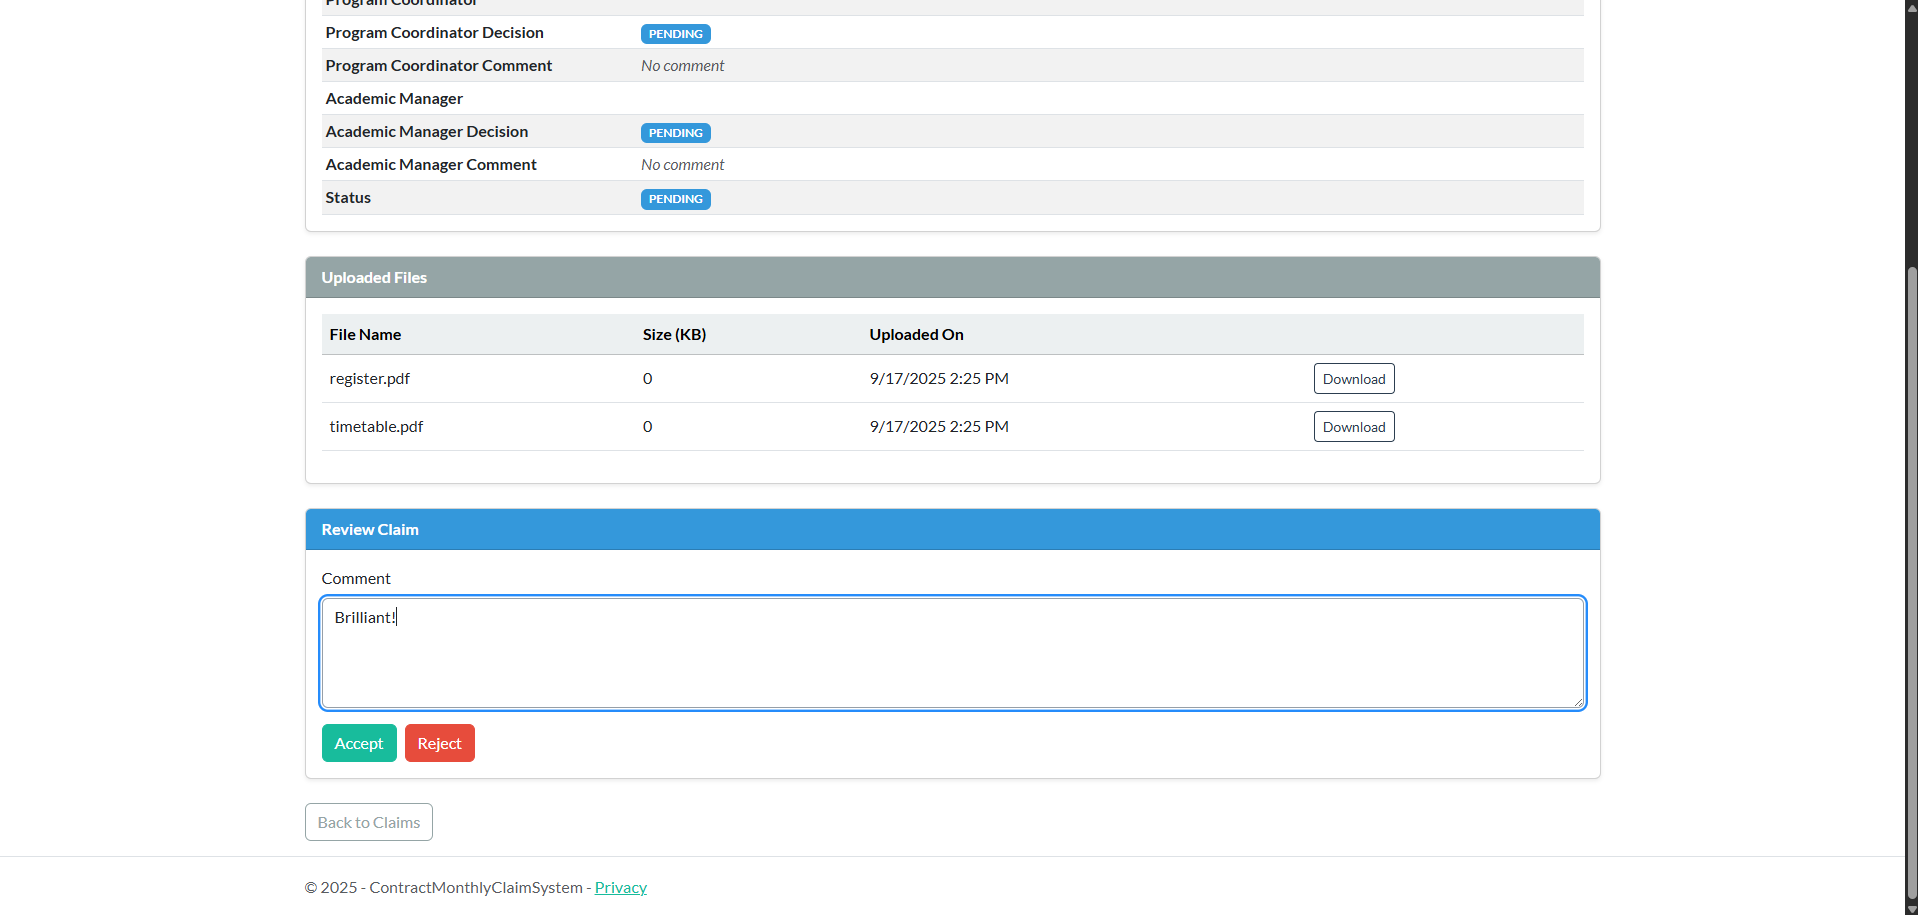 Program Coordinator
Program Coordinator Decision PENDING
Program Coordinator Comment No comment
Academic Manager
Academic Manager Decision PENDING
Academic Manager Comment No comment
Status PENDING
Uploaded Files
File Name Size (KB) Uploaded On
register.pdf 0 9/17/2025 2:25 PM Download
timetable.pdf 0 9/17/2025 2:25 PM Download
Review Claim
Comment
Brilliant!
Accept Reject
Back to Claims
© 2025 - ContractMonthlyClaimSystem - Privacy